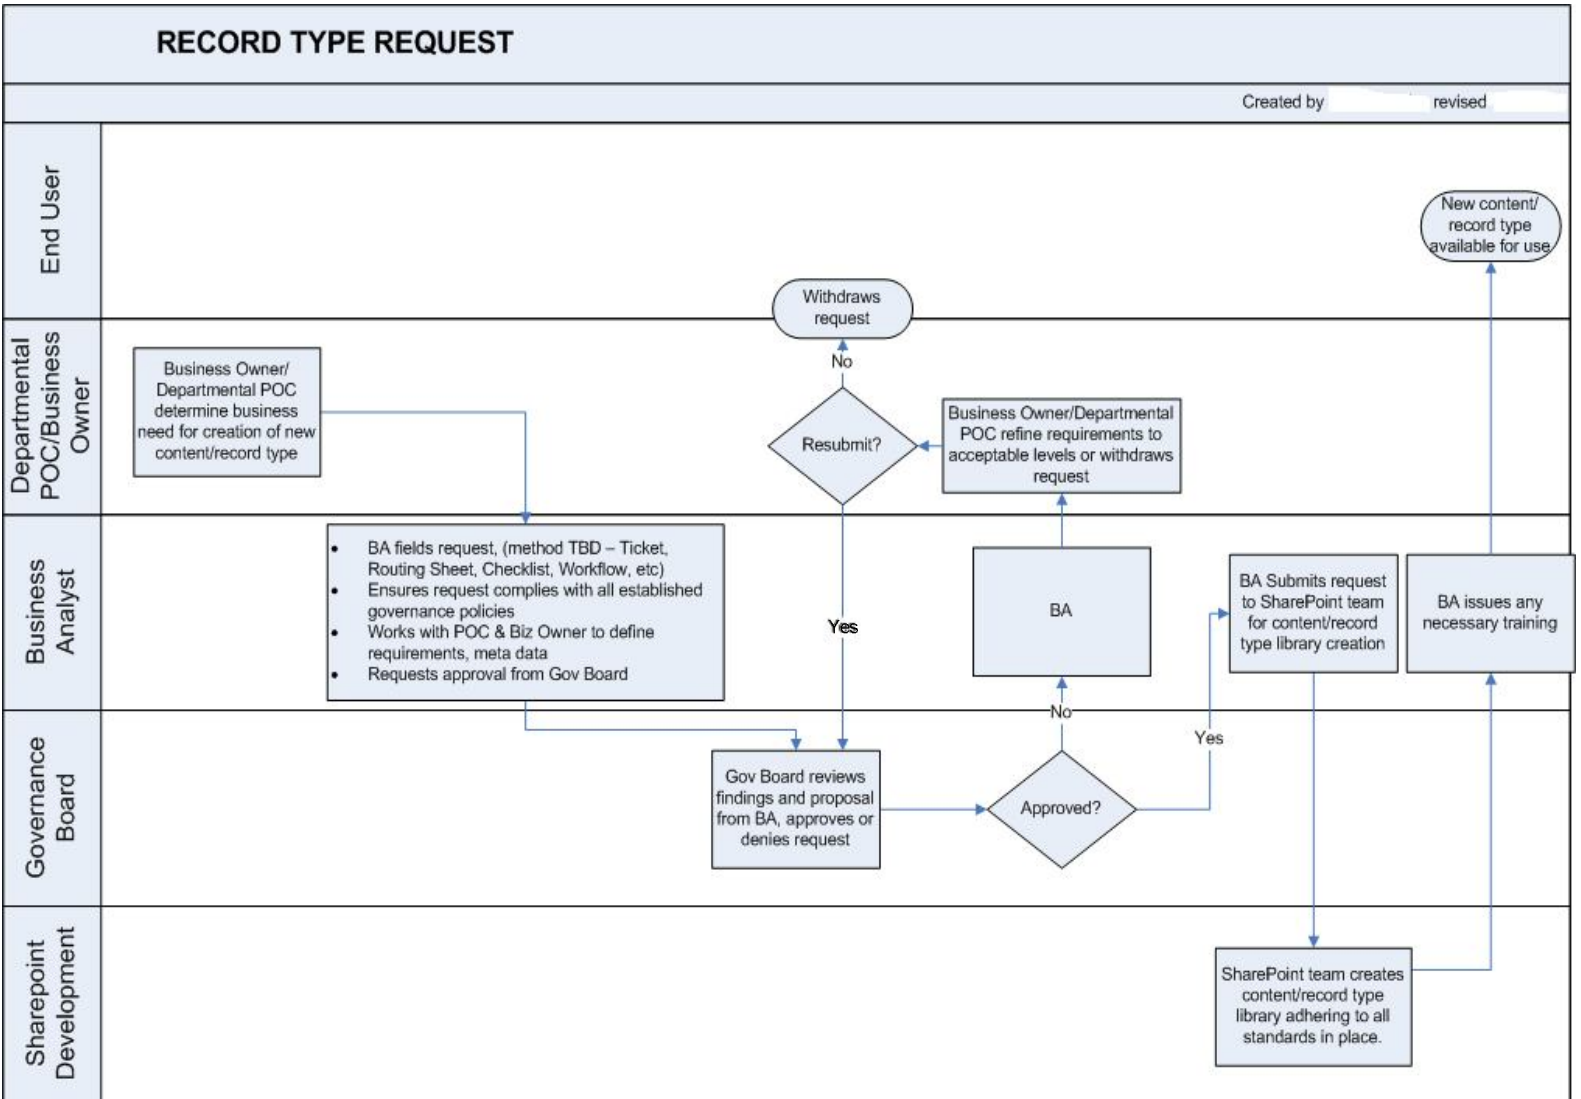 RECORD TYPE REQUEST
Created by
revised
End User
New content/
record type
available for use
Withdraws
request
Departmental
POC/Business
Owner
Business Owner/
Departmental POC
determine business
need for creation of new
content/record type
No
Resubmit?
Business Owner/Departmental
POC refine requirements to
acceptable levels or withdraws
request
Business
Analyst
• BA fields request, (method TBD – Ticket,
Routing Sheet, Checklist, Workflow, etc)
• Ensures request complies with all established
governance policies
• Works with POC & Biz Owner to define
requirements, meta data
• Requests approval from Gov Board
Yes
BA
BA Submits request
to SharePoint team
for content/record
type library creation
BA issues any
necessary training
No
Yes
Governance
Board
Gov Board reviews
findings and proposal
from BA, approves or
denies request
Approved?
Sharepoint
Development
SharePoint team creates
content/record type
library adhering to all
standards in place.